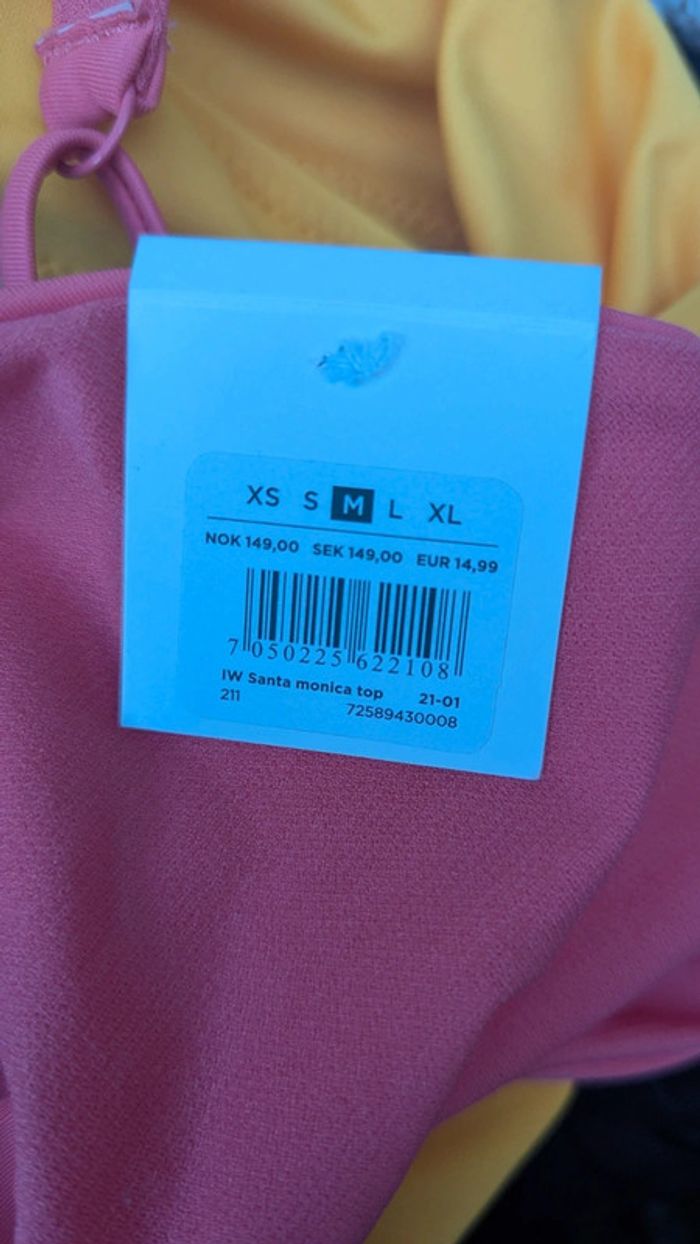 XS S M L XL
NOK 149,00 SEK 149,00 EUR 14,99
7 050225 622108
IW Santa monica top 21-01
211 72589430008